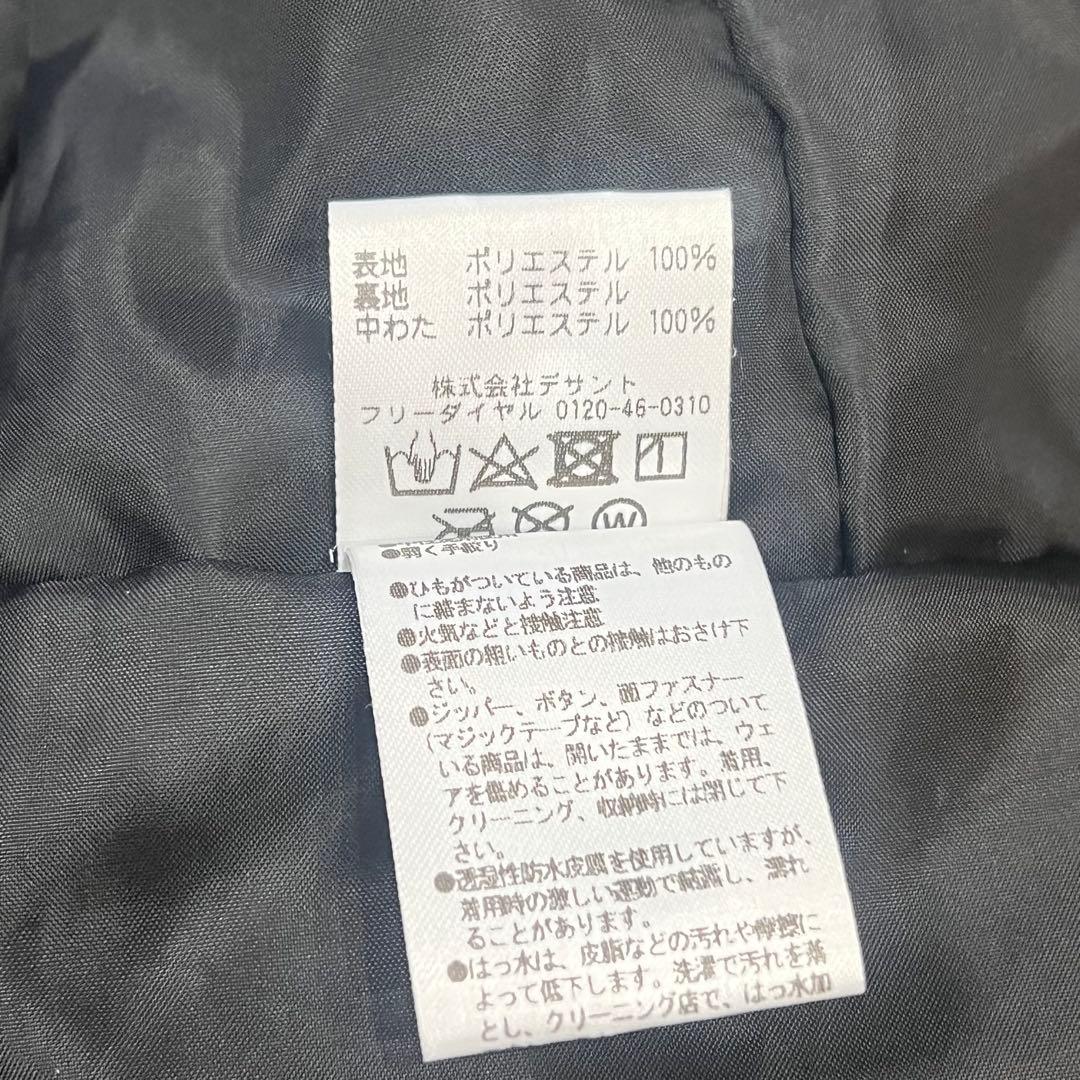 表地 ポリエステル 100%
裏地 ポリエステル
中わた ポリエステル 100%
株式会社デサント
フリーダイヤル 0120-46-0310
W
●弱く手絞り
●ひもがついている商品は、他のもの
に絡まないよう注意
●火気などと接触注意
●表面の粗いものとの接触はおさけ下
さい。
●ジッパー、ボタン、面ファスナー
(マジックテープなど)などのついて
いる商品は、開いたままでは、ウェ
アを傷めることがあります。着用、
クリーニング、収納時には閉じて下
さい。
●透湿性防水皮膜を使用していますが、
着用時の激しい運動で結露し、濡れ
ることがあります。
●はっ水は、皮脂などの汚れや摩擦に
よって低下します。洗濯で汚れを落
とし、クリーニング店で、はっ水加